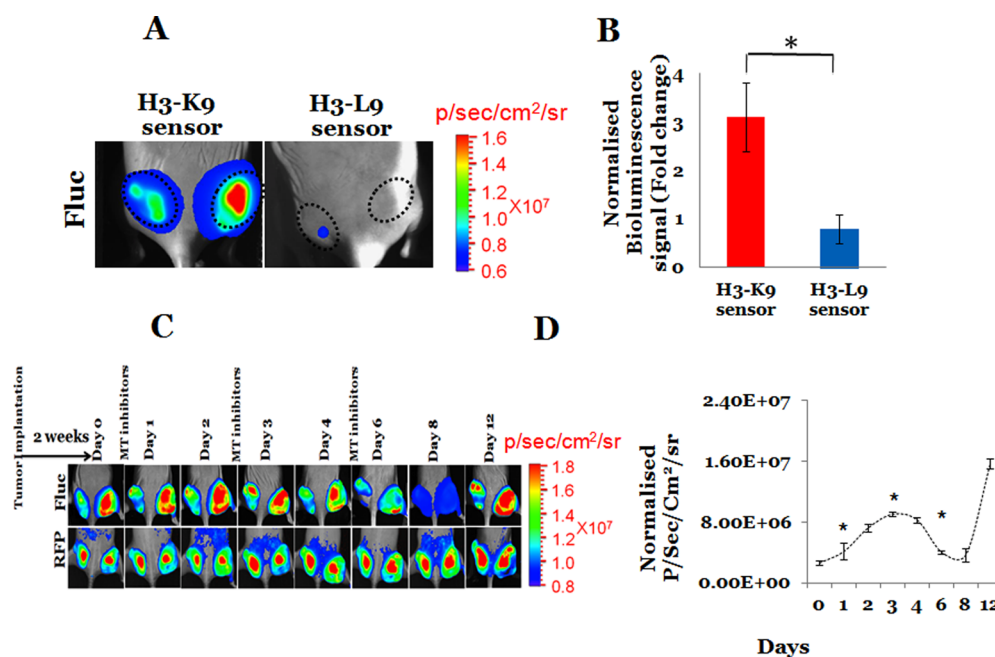 A
H3-K9
sensor
H3-L9
sensor
Fluc
p/sec/cm²/sr
1.6
1.4
1.2
1.0
0.8
0.6
X10⁷
B
Normalised
Bioluminescence
signal (Fold change)
4
3
2
1
0
*
H3-K9
sensor
H3-L9
sensor
C
Tumor Implantation
2 weeks
Day 0
MT inhibitors
Day 1
Day 2
MT inhibitors
Day 3
Day 4
MT inhibitors
Day 6
Day 8
Day 12
Fluc
RFP
p/sec/cm²/sr
1.8
1.6
1.4
1.2
1.0
0.8
X10⁷
D
Normalised
P/Sec/Cm²/sr
2.40E+07
1.60E+07
8.00E+06
0.00E+00
*
*
*
0 1 2 3 4 6 8 12
Days